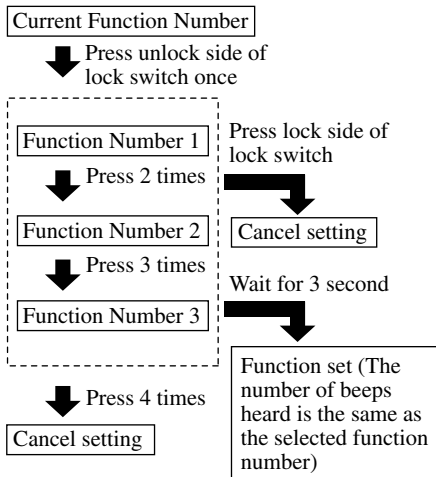 Current Function Number
Press unlock side of
lock switch once
Function Number 1
Press lock side of
lock switch
Press 2 times
Function Number 2
Cancel setting
Press 3 times
Wait for 3 second
Function Number 3
Function set (The
number of beeps
heard is the same as
the selected function
number)
Press 4 times
Cancel setting